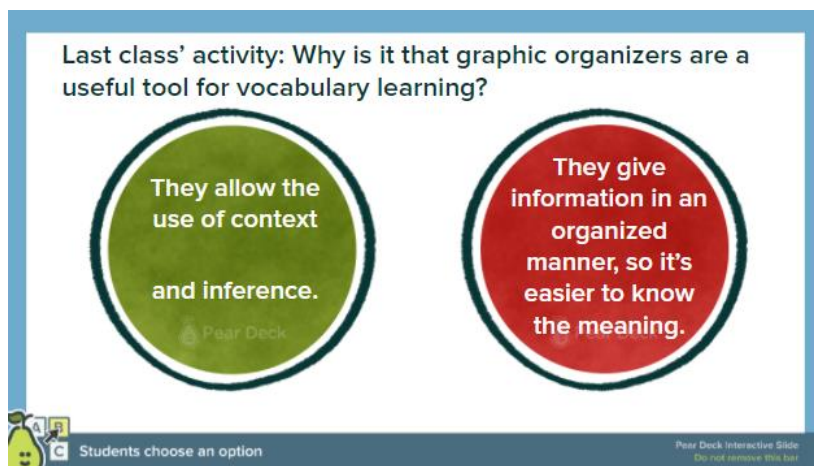 Last class’ activity: Why is it that graphic organizers are a
useful tool for vocabulary learning?
They allow the
use of context
and inference.
Pear Deck
They give
information in an
organized
manner, so it’s
easier to know
the meaning.
A
B
C
Students choose an option
Pear Deck Interactive Slide
Do not remove this bar